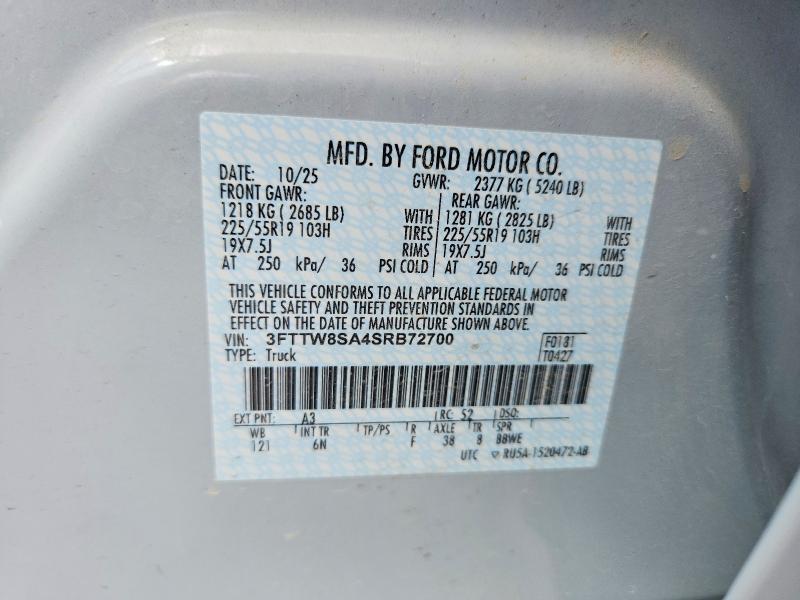 MFD. BY FORD MOTOR CO.
DATE: 10/25 GVWR: 2377 KG ( 5240 LB)
FRONT GAWR: REAR GAWR:
1218 KG ( 2685 LB) WITH 1281 KG ( 2825 LB) WITH
225/55R19 103H TIRES 225/55R19 103H TIRES
19X7.5J RIMS 19X7.5J RIMS
AT 250 kPa/ 36 PSI COLD AT 250 kPa/ 36 PSI COLD
THIS VEHICLE CONFORMS TO ALL APPLICABLE FEDERAL MOTOR
VEHICLE SAFETY AND THEFT PREVENTION STANDARDS IN
EFFECT ON THE DATE OF MANUFACTURE SHOWN ABOVE.
VIN: 3FTTW8SA4SRB72700 F0181
TYPE: Truck T0427
EXT PNT: A3 RC: 52 DSO:
WB INT TR TP/PS R AXLE TR SPR
121 6N F 38 8 BBWE
UTC RU5A-1520472-AB